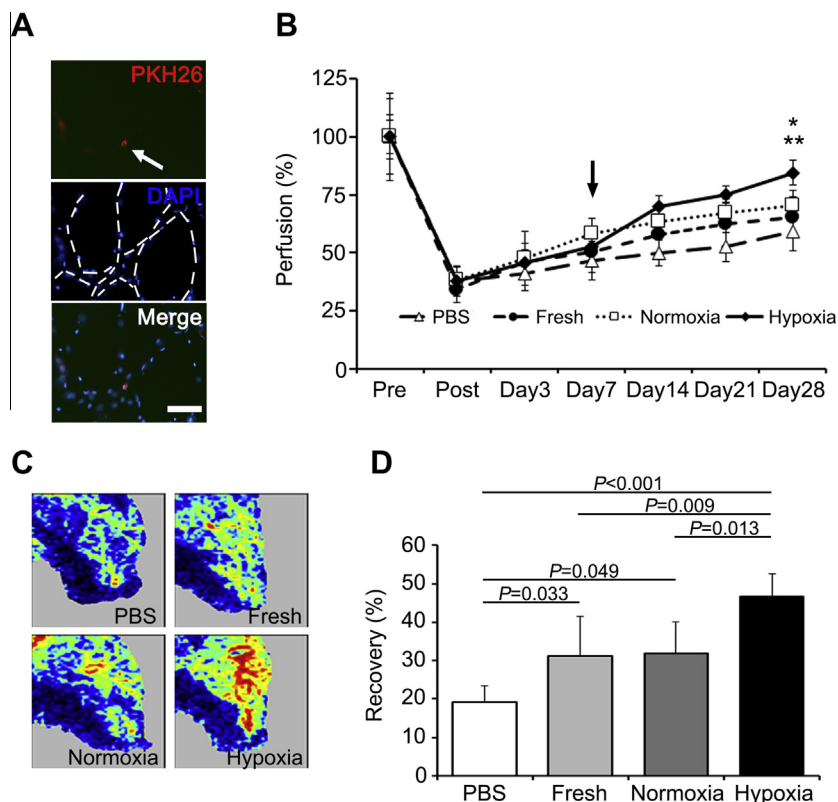 A
PKH26
DAPI
Merge
B
Perfusion (%)
125
100
75
50
25
0
*
**
PBS Fresh Normoxia Hypoxia
Pre Post Day3 Day7 Day14 Day21 Day28
C
PBS
Fresh
Normoxia
Hypoxia
D
Recovery (%)
P<0.001
P=0.009
P=0.013
P=0.049
P=0.033
60
50
40
30
20
10
0
PBS Fresh Normoxia Hypoxia